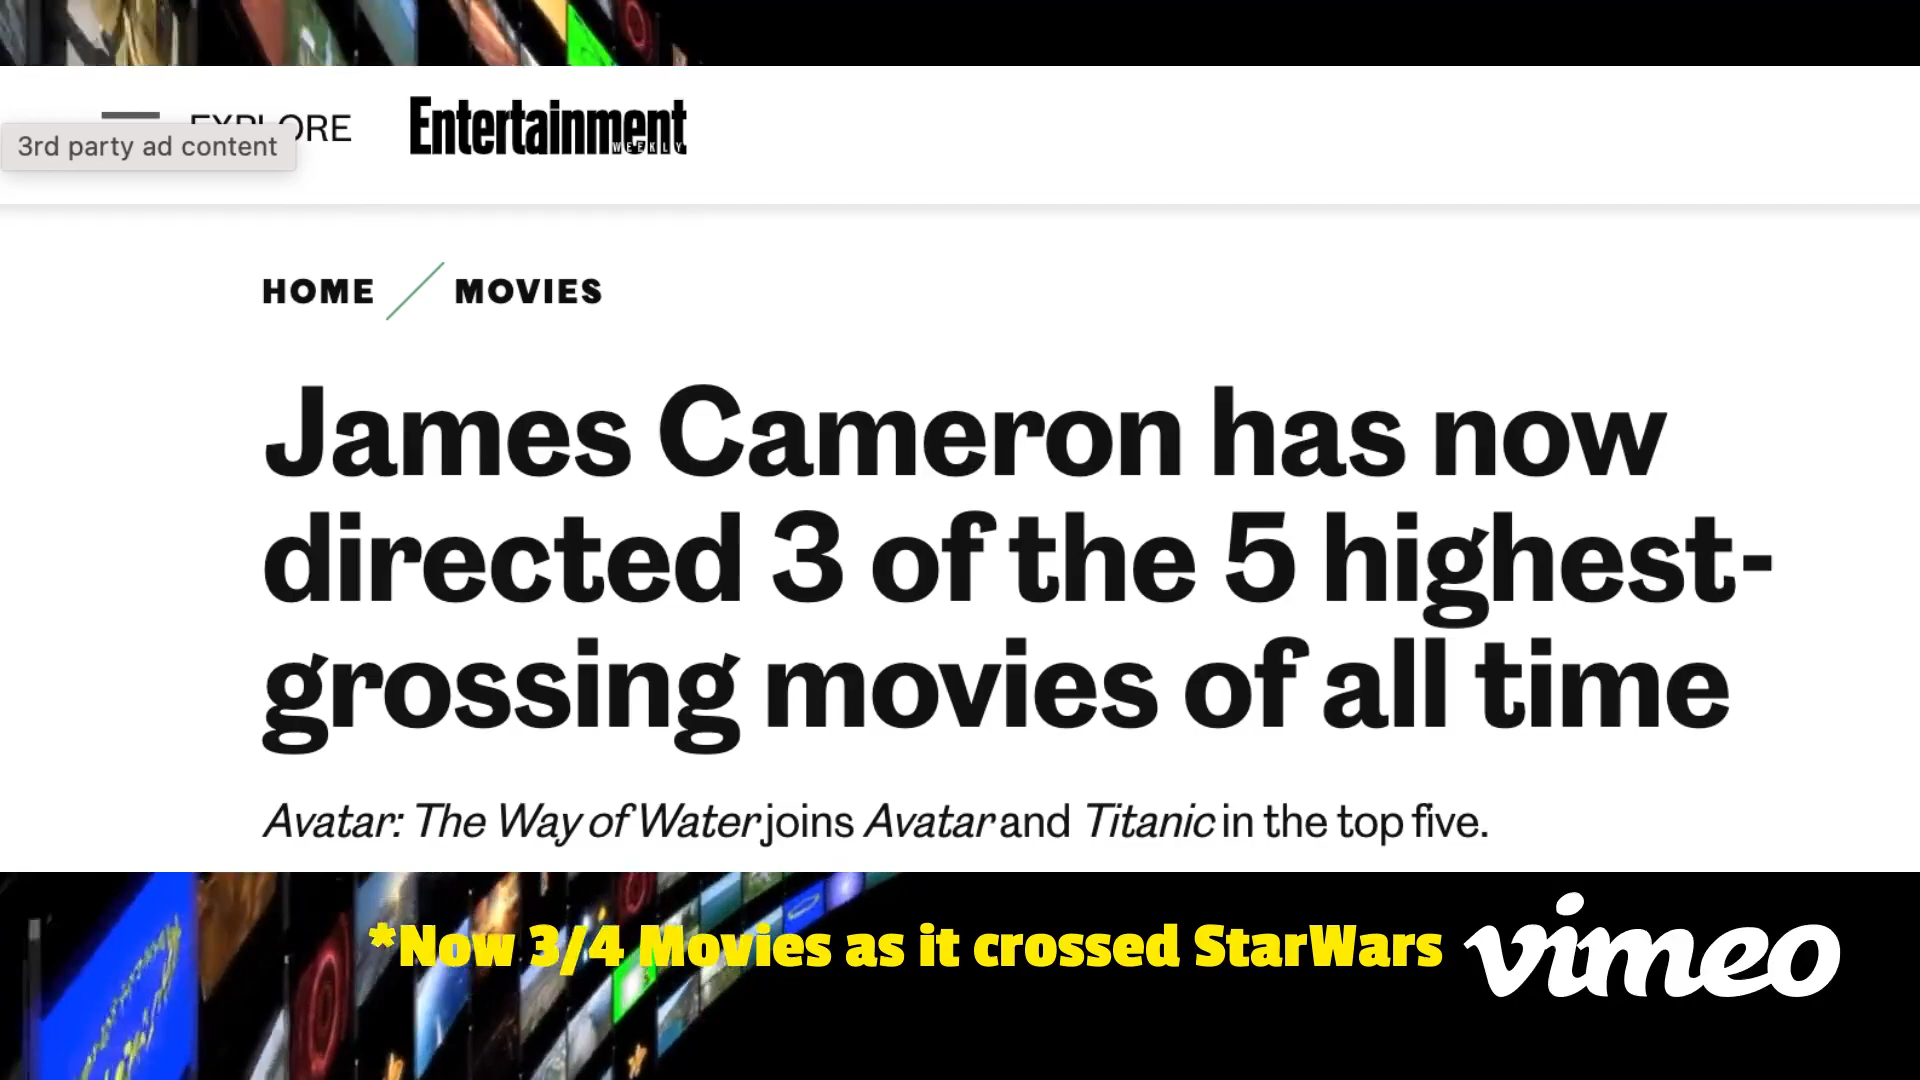 EXPLORE
Entertainment
WEEKLY
3rd party ad content
HOME / MOVIES
James Cameron has now
directed 3 of the 5 highest-
grossing movies of all time
Avatar: The Way of Water joins Avatar and Titanic in the top five.
*Now 3/4 Movies as it crossed StarWars
vimeo